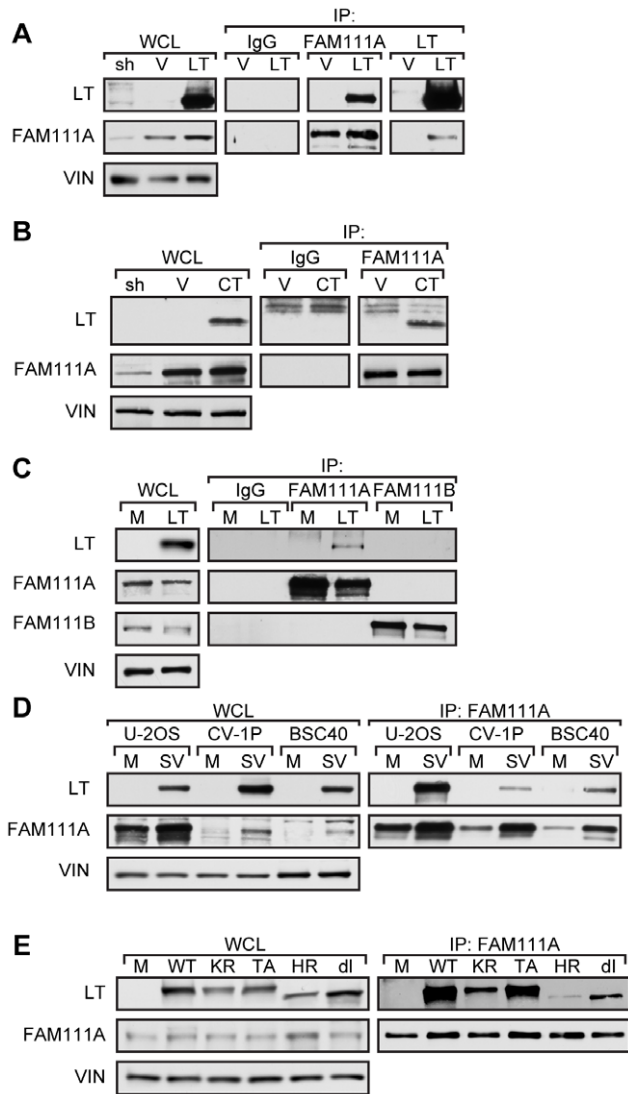 A
IP:
WCL IgG FAM111A LT
sh V LT V LT V LT V LT
LT
FAM111A
VIN
B
IP:
WCL IgG FAM111A
sh V CT V CT V CT
LT
FAM111A
VIN
C
IP:
WCL IgG FAM111A FAM111B
M LT M LT M LT M LT
LT
FAM111A
FAM111B
VIN
D
WCL IP: FAM111A
U-2OS CV-1P BSC40 U-2OS CV-1P BSC40
M SV M SV M SV M SV M SV M SV
LT
FAM111A
VIN
E
WCL IP: FAM111A
M WT KR TA HR dl M WT KR TA HR dl
LT
FAM111A
VIN